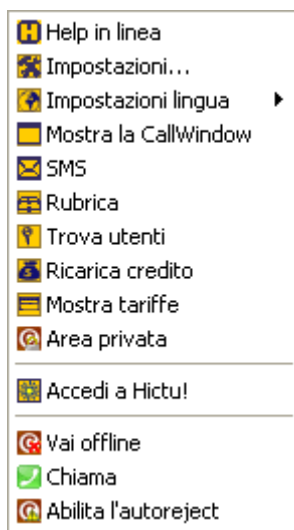 Help in linea
Impostazioni...
Impostazioni lingua
Mostra la CallWindow
SMS
Rubrica
Trova utenti
Ricarica credito
Mostra tariffe
Area privata
Accedi a Hictu!
Vai offline
Chiama
Abilita l'autoreject